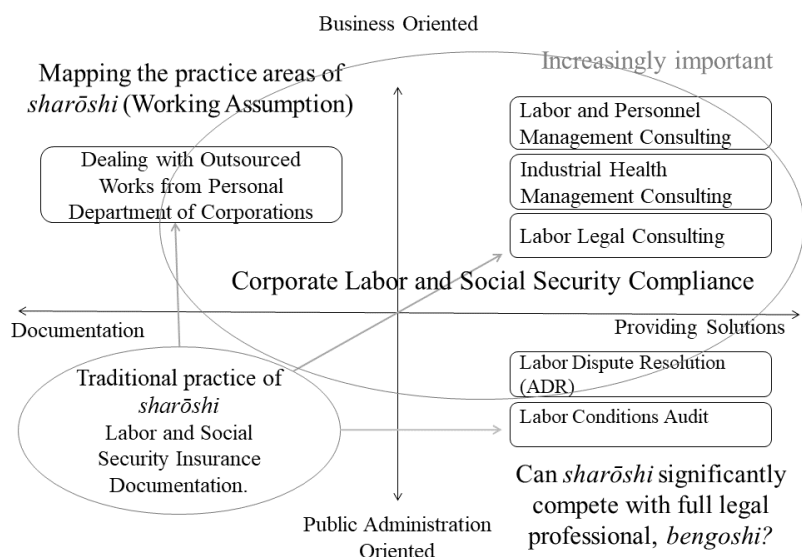 Business Oriented
Mapping the practice areas of
sharōshi (Working Assumption)
Increasingly important
Dealing with Outsourced
Works from Personal
Department of Corporations
Labor and Personnel
Management Consulting
Industrial Health
Management Consulting
Labor Legal Consulting
Corporate Labor and Social Security Compliance
Documentation
Providing Solutions
Traditional practice of
sharōshi
Labor and Social
Security Insurance
Documentation.
Labor Dispute Resolution
(ADR)
Labor Conditions Audit
Can sharōshi significantly
compete with full legal
professional, bengoshi?
Public Administration
Oriented